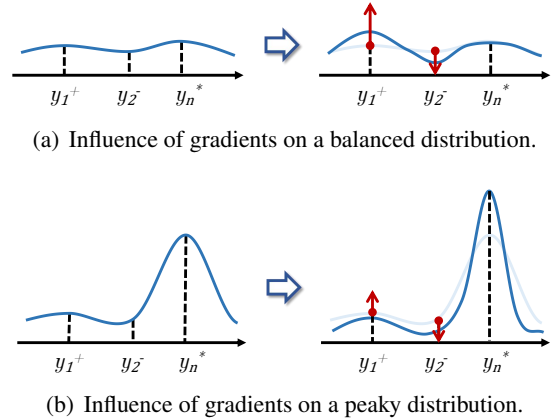 y₁⁺ y₂⁻ yₙ* y₁⁺ y₂⁻ yₙ*
(a) Influence of gradients on a balanced distribution.
y₁⁺ y₂⁻ yₙ* y₁⁺ y₂⁻ yₙ*
(b) Influence of gradients on a peaky distribution.